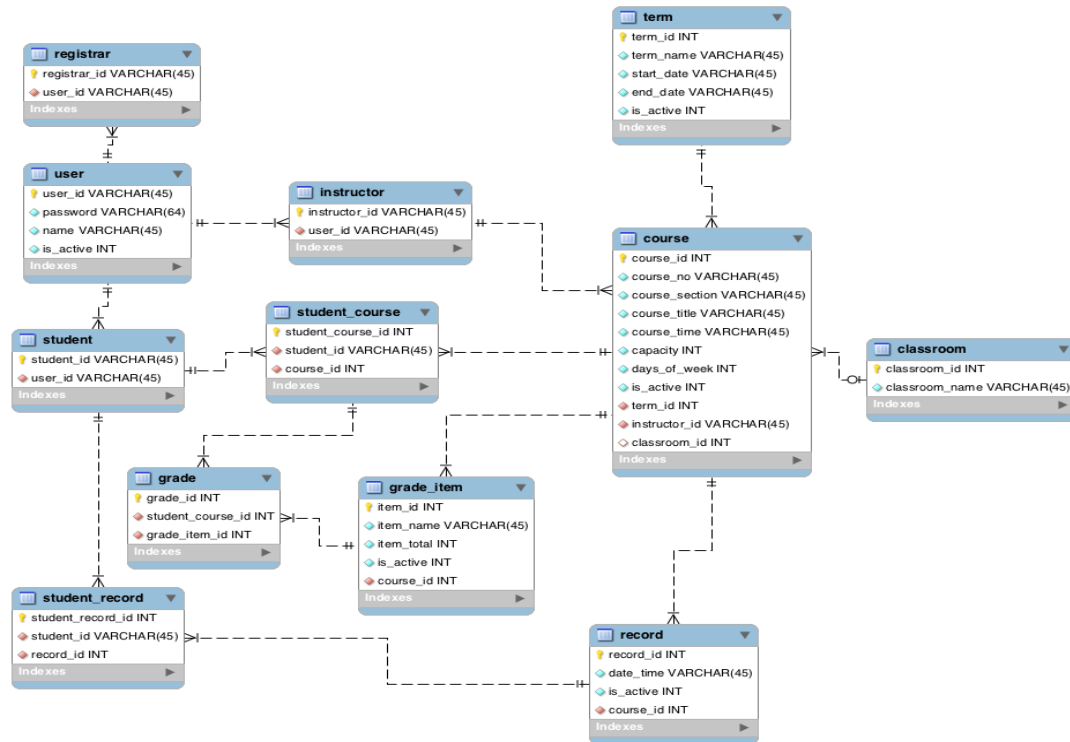 term
term_id INT
term_name VARCHAR(45)
start_date VARCHAR(45)
end_date VARCHAR(45)
is_active INT
Indexes
registrar
registrar_id VARCHAR(45)
user_id VARCHAR(45)
Indexes
user
user_id VARCHAR(45)
password VARCHAR(64)
name VARCHAR(45)
is_active INT
Indexes
instructor
instructor_id VARCHAR(45)
user_id VARCHAR(45)
Indexes
course
course_id INT
course_no VARCHAR(45)
course_section VARCHAR(45)
course_title VARCHAR(45)
course_time VARCHAR(45)
capacity INT
days_of_week INT
is_active INT
term_id INT
instructor_id VARCHAR(45)
classroom_id INT
Indexes
student_course
student_course_id INT
student_id VARCHAR(45)
course_id INT
Indexes
student
student_id VARCHAR(45)
user_id VARCHAR(45)
Indexes
classroom
classroom_id INT
classroom_name VARCHAR(45)
Indexes
grade
grade_id INT
student_course_id INT
grade_item_id INT
Indexes
grade_item
item_id INT
item_name VARCHAR(45)
item_total INT
is_active INT
course_id INT
Indexes
student_record
student_record_id INT
student_id VARCHAR(45)
record_id INT
Indexes
record
record_id INT
date_time VARCHAR(45)
is_active INT
course_id INT
Indexes